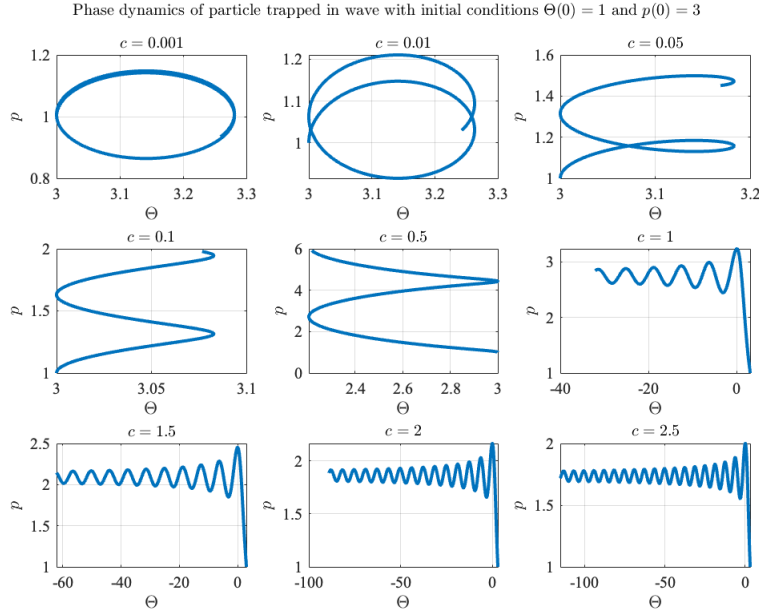 Phase dynamics of particle trapped in wave with initial conditions Θ(0) = 1 and p(0) = 3
c = 0.001
1.2
1
0.8
p
3 3.1 3.2 3.3
Θ
c = 0.01
1.2
1.1
1
p
3 3.1 3.2 3.3
Θ
c = 0.05
1.6
1.4
1.2
1
p
3 3.1 3.2
Θ
c = 0.1
2
1.5
1
p
3 3.05 3.1
Θ
c = 0.5
6
4
2
0
p
2.4 2.6 2.8 3
Θ
c = 1
3
2
1
p
-40 -20 0
Θ
c = 1.5
2.5
2
1.5
1
p
-60 -40 -20 0
Θ
c = 2
2
1.5
1
p
-100 -50 0
Θ
c = 2.5
2
1.5
1
p
-100 -50 0
Θ